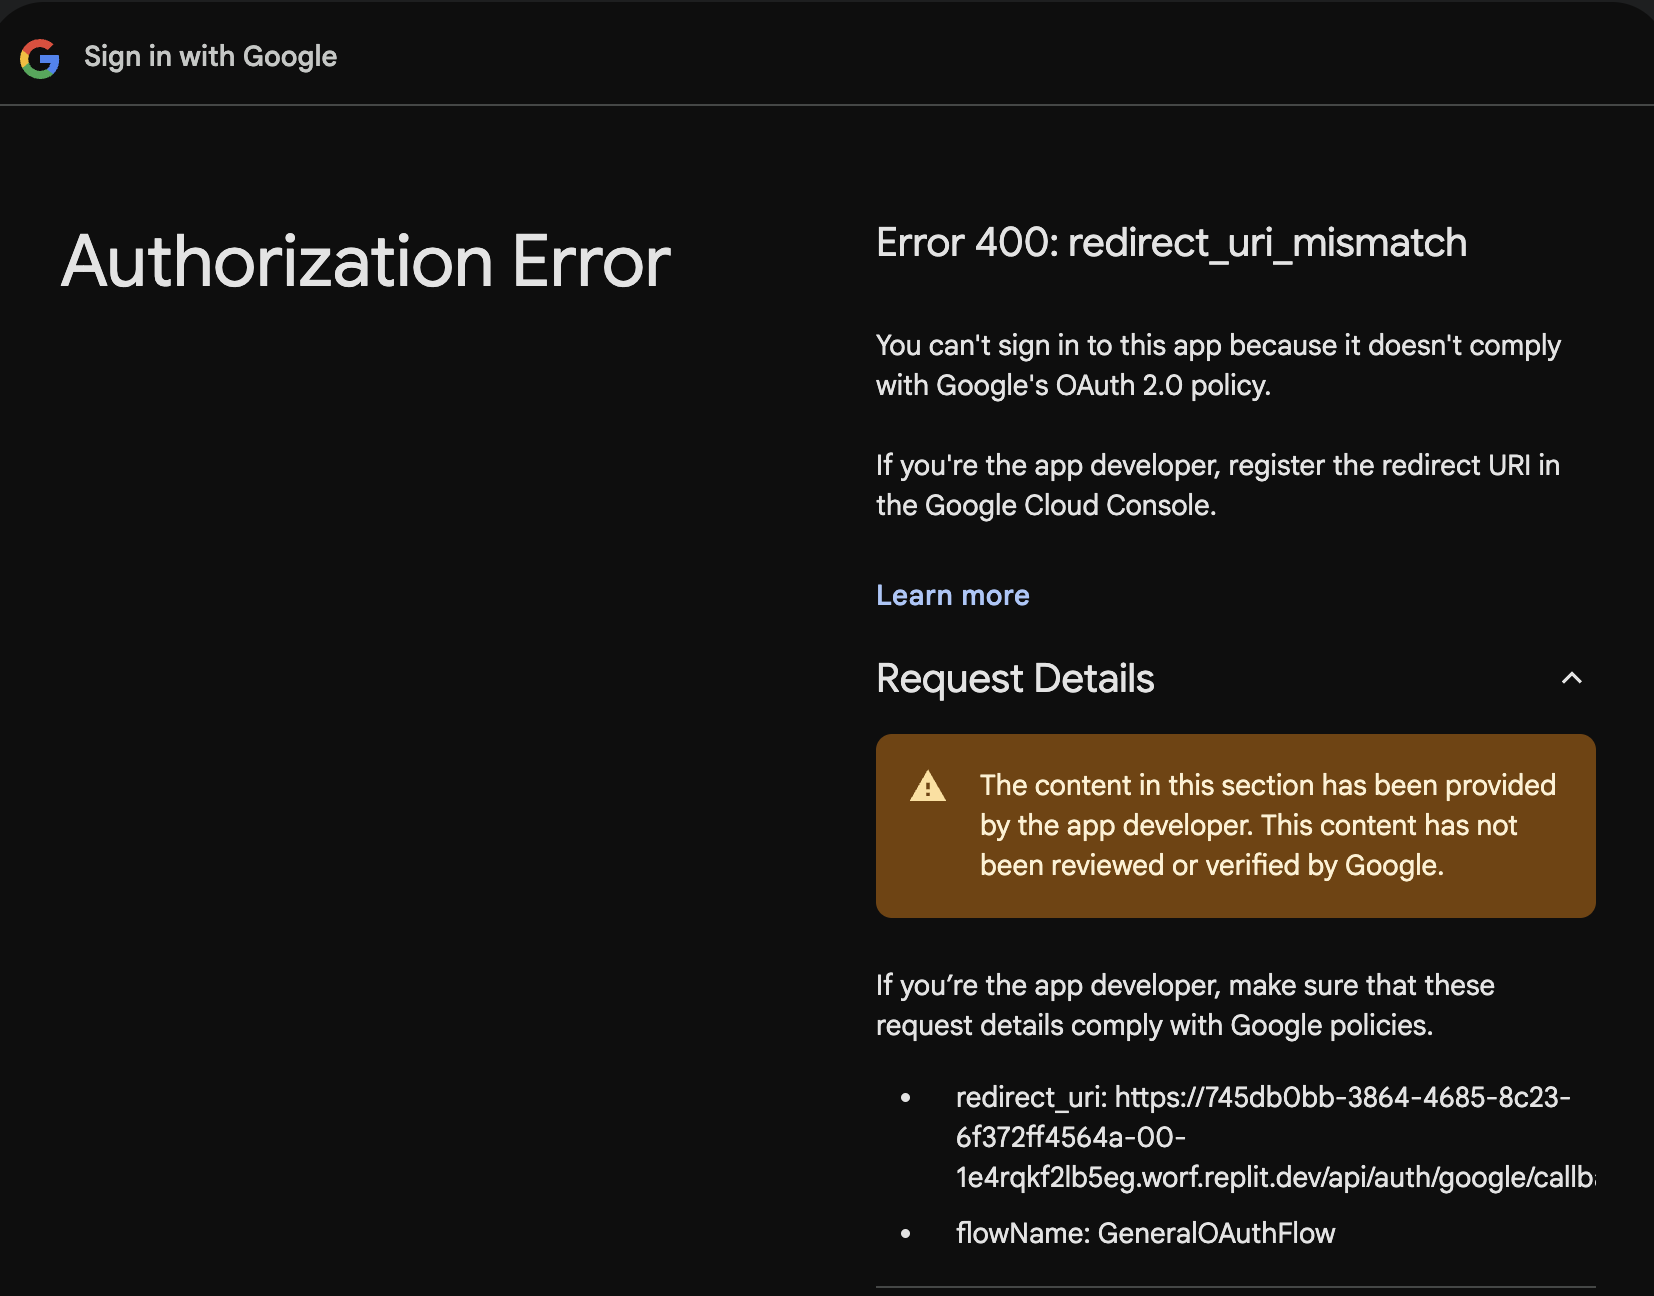 Sign in with Google
Authorization Error
Error 400: redirect_uri_mismatch
You can't sign in to this app because it doesn't comply
with Google's OAuth 2.0 policy.
If you're the app developer, register the redirect URI in
the Google Cloud Console.
Learn more
Request Details
The content in this section has been provided
by the app developer. This content has not
been reviewed or verified by Google.
If you’re the app developer, make sure that these
request details comply with Google policies.
redirect_uri: https://745db0bb-3864-4685-8c23-
6f372ff4564a-00-
1e4rqkf2lb5eg.worf.replit.dev/api/auth/google/callb
flowName: GeneralOAuthFlow